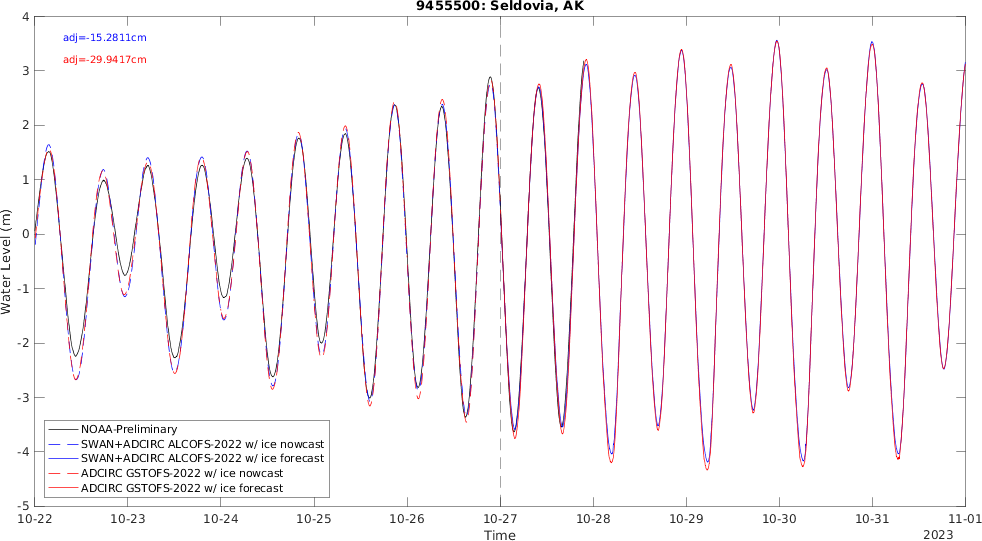 9455500: Seldovia, AK
adj=-15.2811cm
adj=-29.9417cm
4
3
2
1
0
-1
-2
-3
-4
-5
Water Level (m)
NOAA-Preliminary
SWAN+ADCIRC ALCOFS-2022 w/ ice nowcast
SWAN+ADCIRC ALCOFS-2022 w/ ice forecast
ADCIRC GSTOFS-2022 w/ ice nowcast
ADCIRC GSTOFS-2022 w/ ice forecast
10-22 10-23 10-24 10-25 10-26 10-27 10-28 10-29 10-30 10-31 11-01
Time
2023